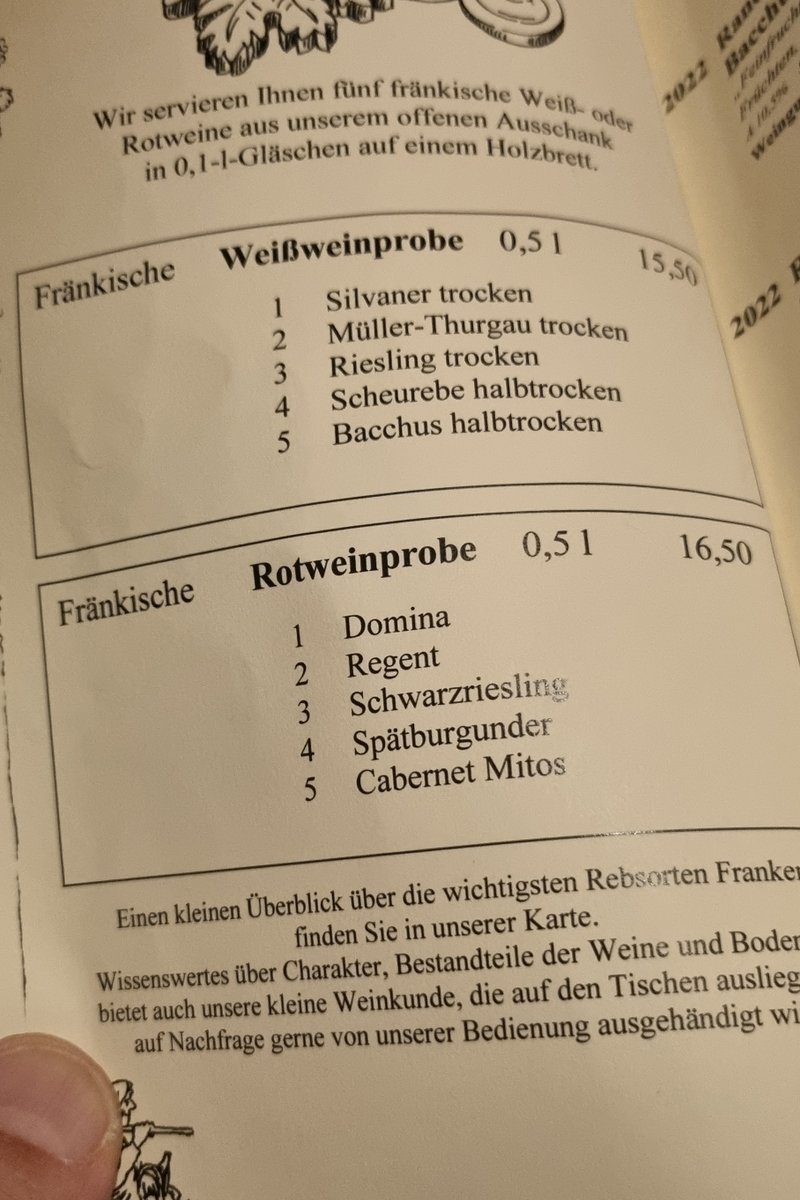 Wir servieren Ihnen fünf fränkische Weiß- oder
Rotweine aus unserem offenen Ausschank
in 0,1-l-Gläschen auf einem Holzbrett.
Fränkische Weißweinprobe 0,5 l 15,50
1 Silvaner trocken
2 Müller-Thurgau trocken
3 Riesling trocken
4 Scheurebe halbtrocken
5 Bacchus halbtrocken
Fränkische Rotweinprobe 0,5 l 16,50
1 Domina
2 Regent
3 Schwarzriesling
4 Spätburgunder
5 Cabernet Mitos
Einen kleinen Überblick über die wichtigsten Rebsorten Franken
finden Sie in unserer Karte.
Wissenswertes über Charakter, Bestandteile der Weine und Boden
bietet auch unsere kleine Weinkunde, die auf den Tischen auslieg
auf Nachfrage gerne von unserer Bedienung ausgehändigt wi
2022
Bacch
Früchten.
Weing
2022